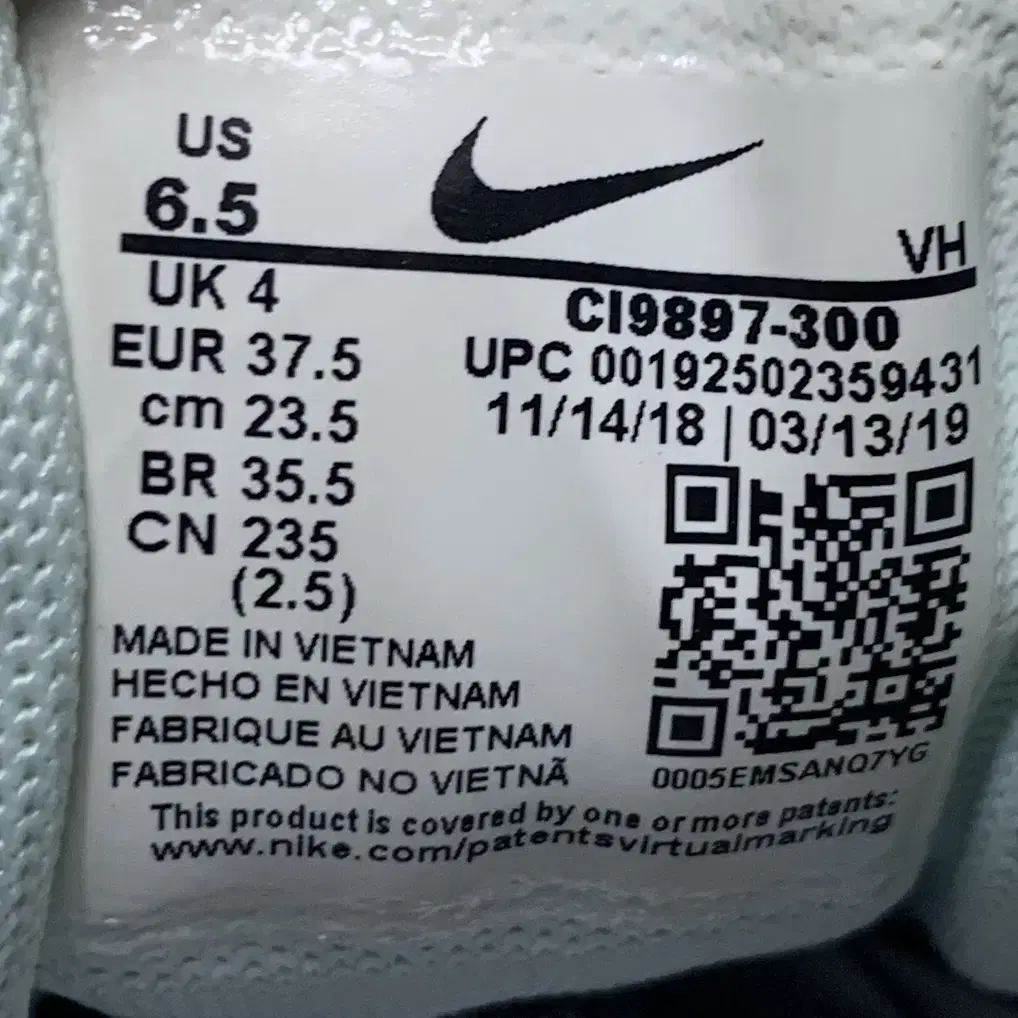 US
6.5
VH
UK 4
EUR 37.5
cm 23.5
BR 35.5
CN 235
(2.5)
CI9897-300
UPC 00192502359431
11/14/18 | 03/13/19
MADE IN VIETNAM
HECHO EN VIETNAM
FABRIQUE AU VIETNAM
FABRICADO NO VIETNÃ
0005EMSANQ7YG
This product is covered by one or more patents:
www.nike.com/patentsvirtualmarking